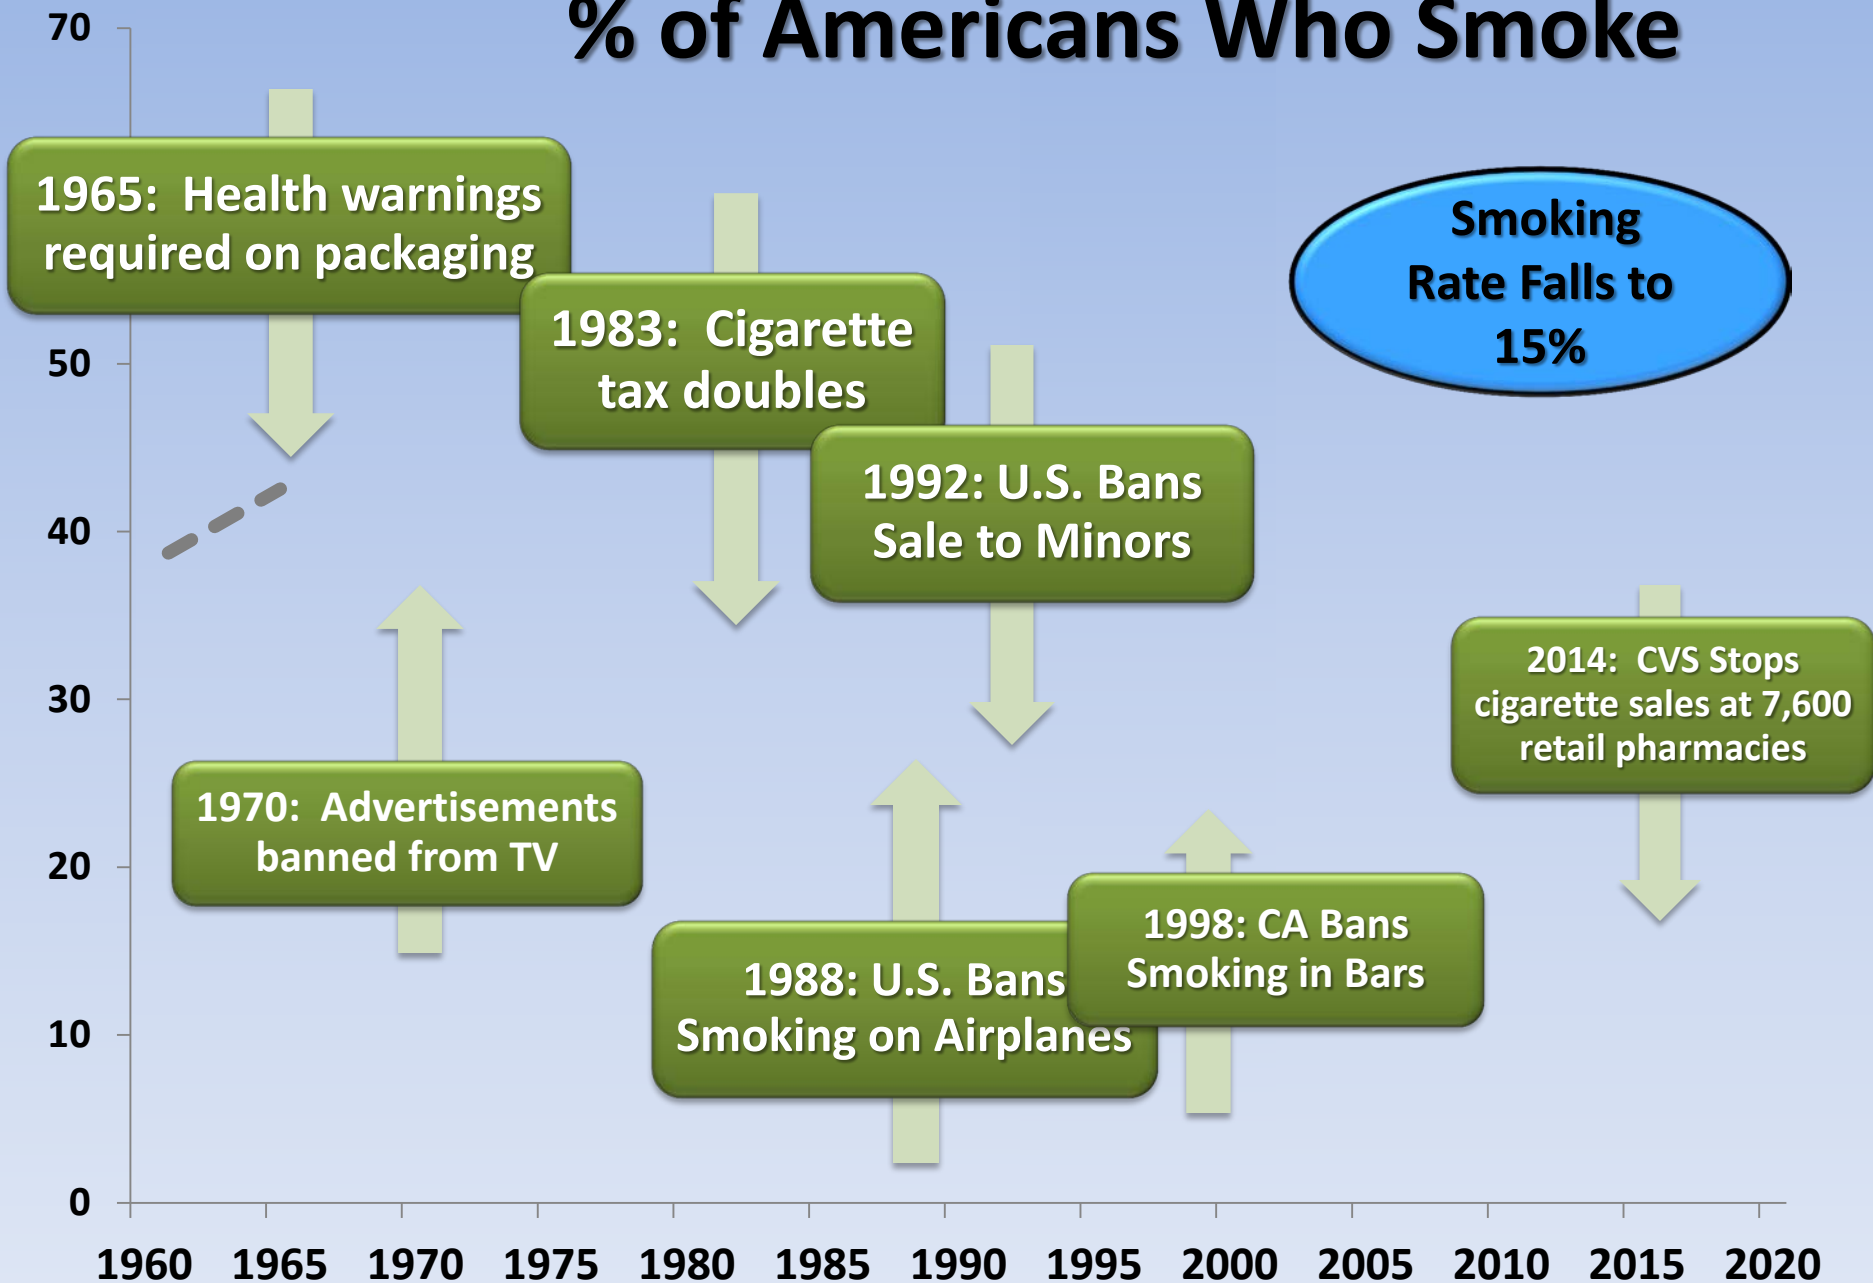 % of Americans Who Smoke
70
50
40
30
20
10
0
1965: Health warnings
required on packaging
1983: Cigarette
tax doubles
1992: U.S. Bans
Sale to Minors
Smoking
Rate Falls to
15%
2014: CVS Stops
cigarette sales at 7,600
retail pharmacies
1970: Advertisements
banned from TV
1988: U.S. Bans
Smoking on Airplanes
1998: CA Bans
Smoking in Bars
1960 1965 1970 1975 1980 1985 1990 1995 2000 2005 2010 2015 2020